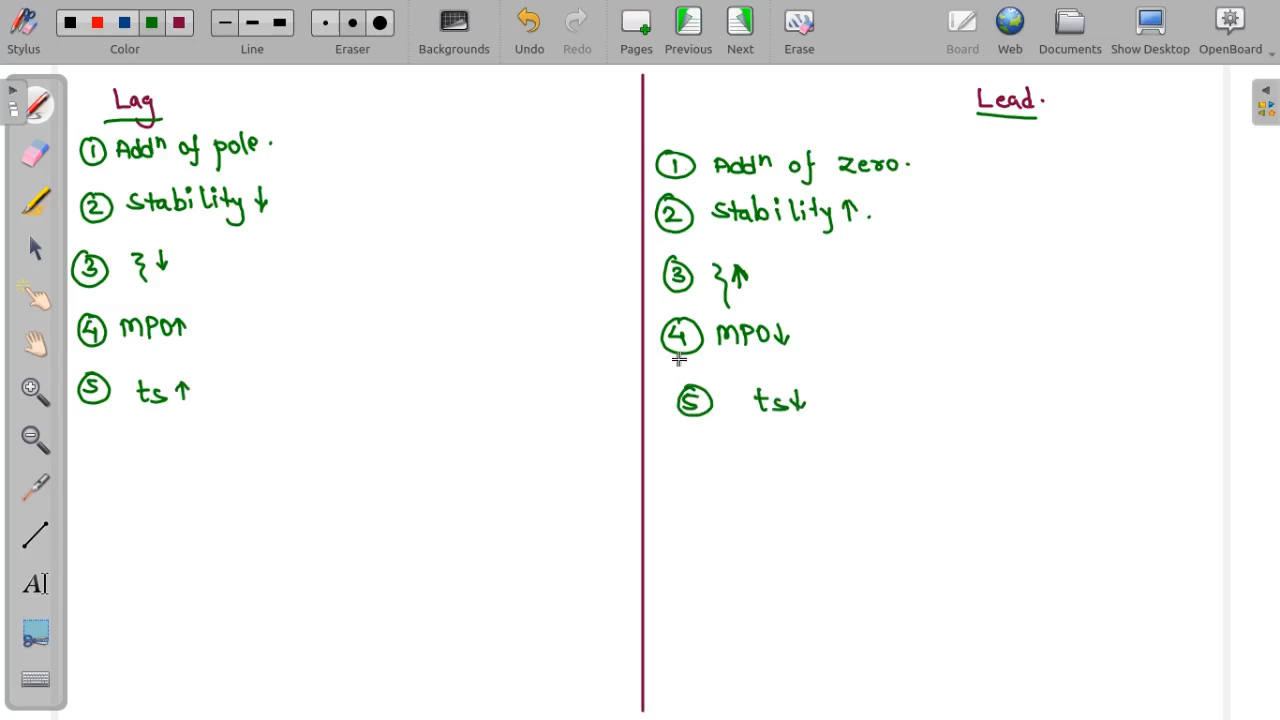 Stylus
Color
Line
Eraser
Backgrounds
Undo
Redo
Pages
Previous
Next
Erase
Board
Web
Documents
Show Desktop
OpenBoard
Lag
① Addⁿ of pole.
② Stability ↓
③ ξ ↓
④ MPO↑
⑤ ts ↑
Lead.
① Addⁿ of zero.
② Stability ↑.
③ ξ ↑
④ MPO↓
⑤ ts↓